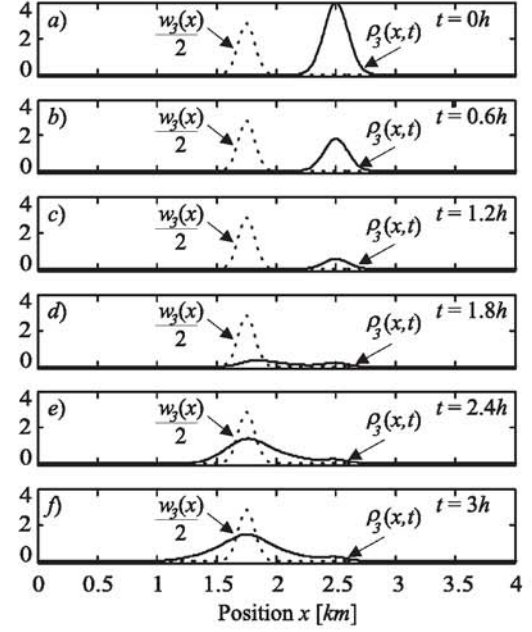 a) w₃(x)/2 ρ₃(x,t) t = 0h
4
2
0
b) w₃(x)/2 ρ₃(x,t) t = 0.6h
4
2
0
c) w₃(x)/2 ρ₃(x,t) t = 1.2h
4
2
0
d) w₃(x)/2 ρ₃(x,t) t = 1.8h
4
2
0
e) w₃(x)/2 ρ₃(x,t) t = 2.4h
4
2
0
f) w₃(x)/2 ρ₃(x,t) t = 3h
4
2
0
0 0.5 1 1.5 2 2.5 3 3.5 4
Position x [km]